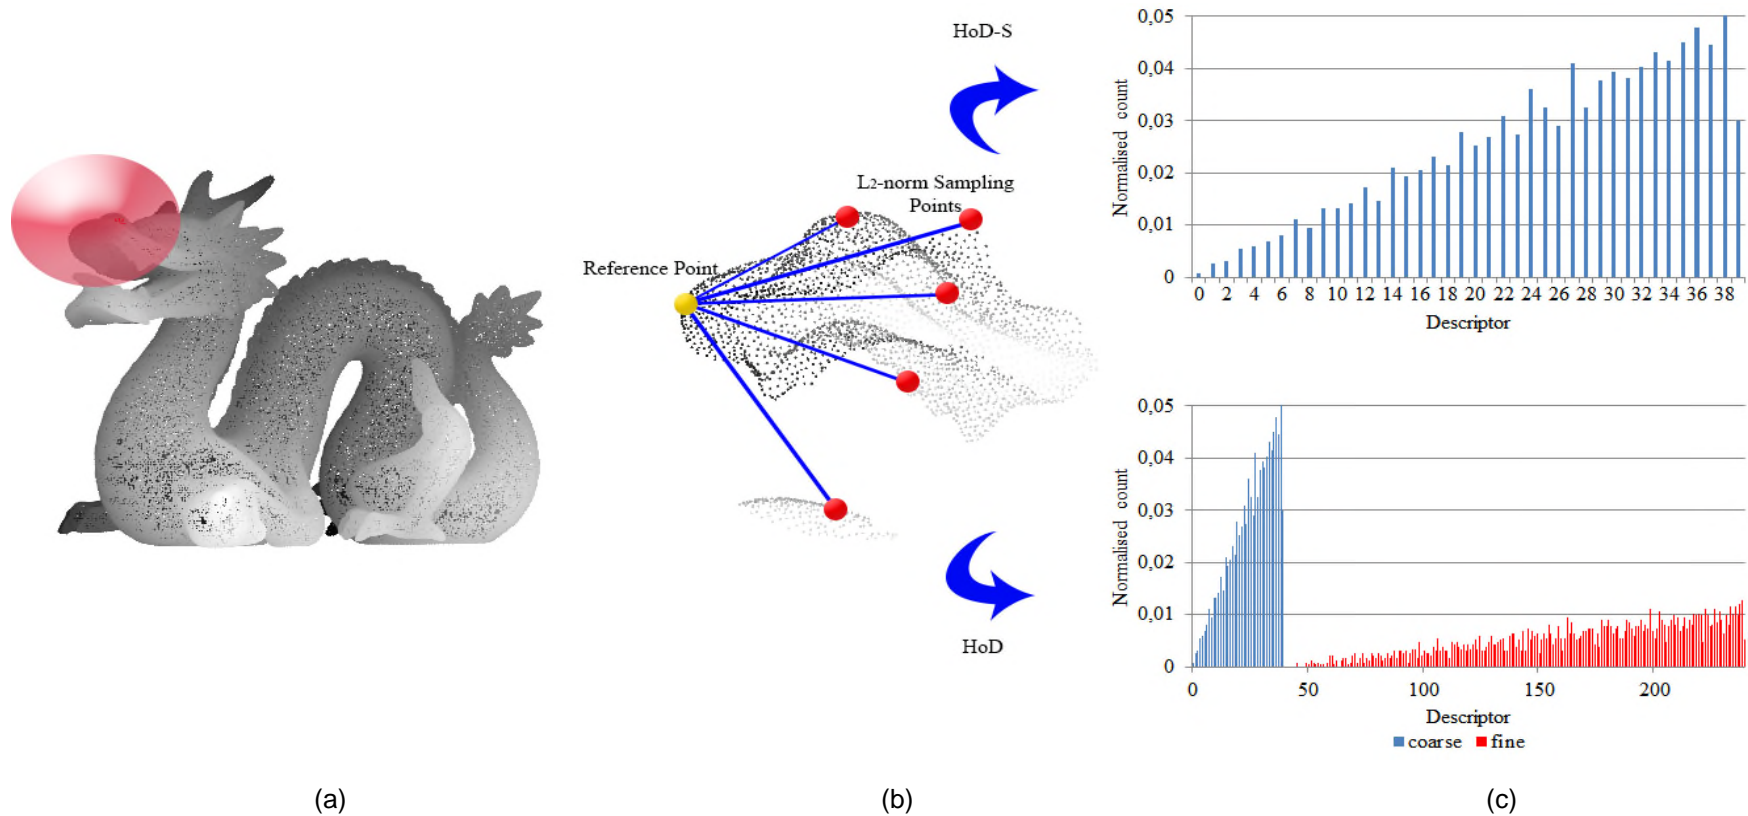 HoD-S
L2-norm Sampling
Points
Reference Point
HoD
0,05
0,04
0,03
0,02
0,01
0
Normalised count
0 2 4 6 8 10 12 14 16 18 20 22 24 26 28 30 32 34 36 38
Descriptor
0,05
0,04
0,03
0,02
0,01
0
Normalised count
0 50 100 150 200
Descriptor
coarse fine
(a) (b) (c)